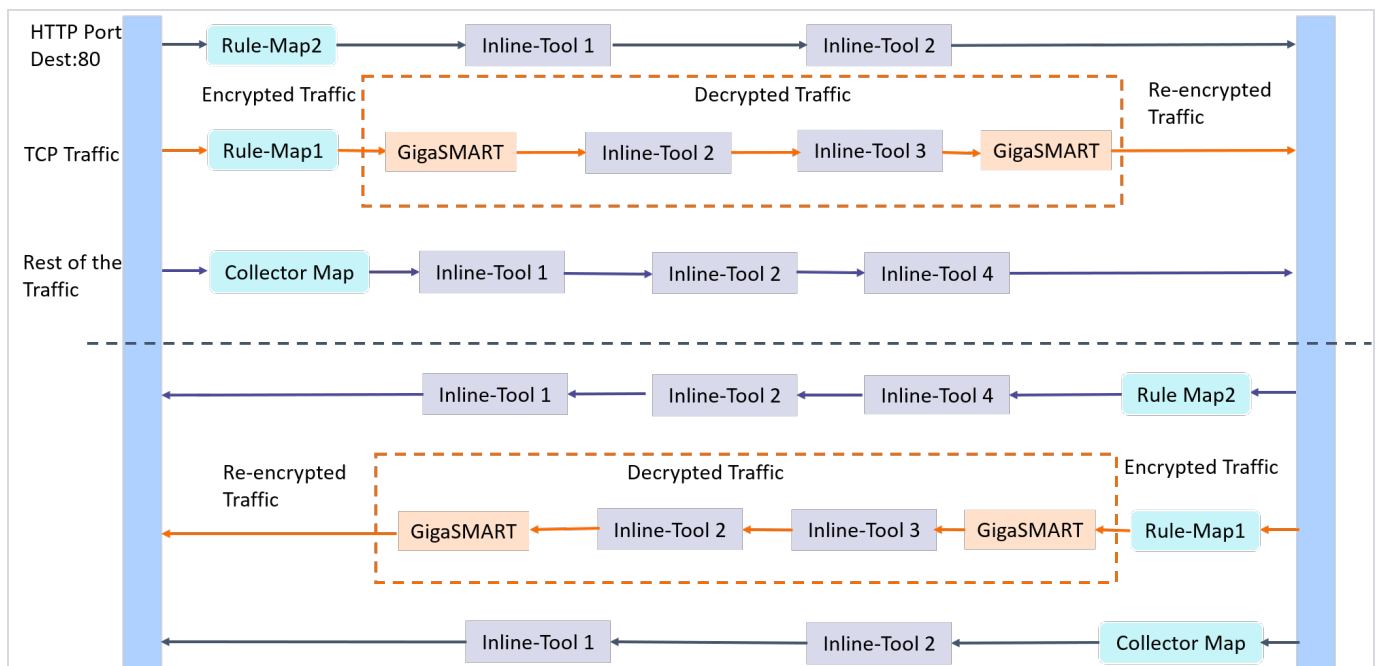 HTTP Port
Dest:80
Rule-Map2
Inline-Tool 1
Inline-Tool 2
Encrypted Traffic
Decrypted Traffic
Re-encrypted
Traffic
TCP Traffic
Rule-Map1
GigaSMART
Inline-Tool 2
Inline-Tool 3
GigaSMART
Rest of the
Traffic
Collector Map
Inline-Tool 1
Inline-Tool 2
Inline-Tool 4
Inline-Tool 1
Inline-Tool 2
Inline-Tool 4
Rule Map2
Re-encrypted
Traffic
Decrypted Traffic
Encrypted Traffic
GigaSMART
Inline-Tool 2
Inline-Tool 3
GigaSMART
Rule-Map1
Inline-Tool 1
Inline-Tool 2
Collector Map